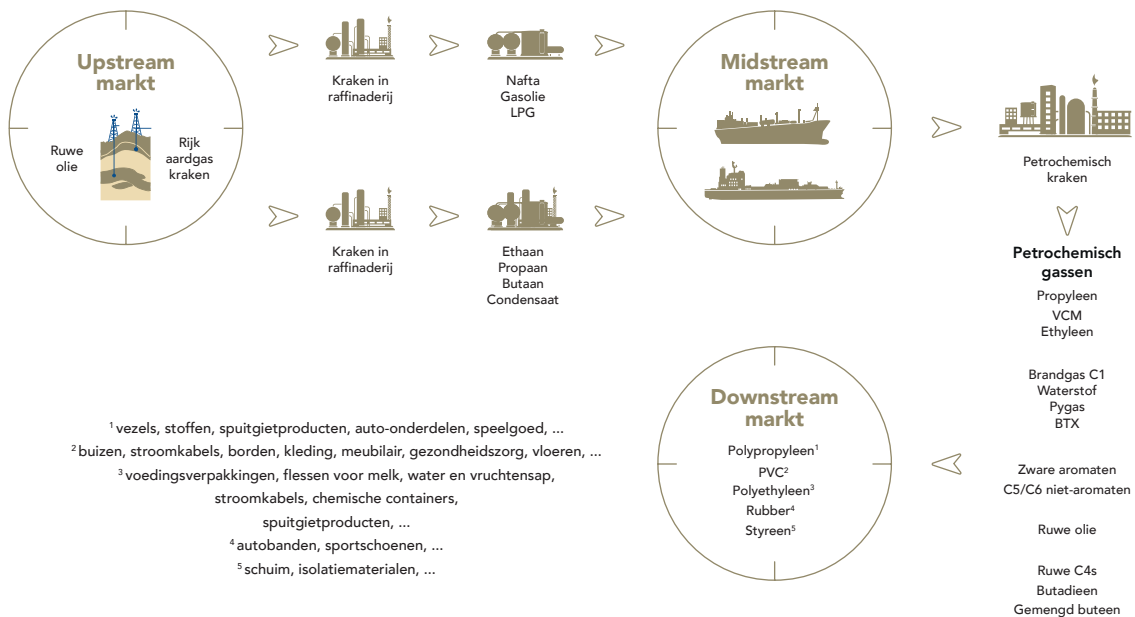 Upstream
markt
Ruwe
olie
Rijk
aardgas
kraken
Kraken in
raffinaderij
Nafta
Gasolie
LPG
Kraken in
raffinaderij
Ethaan
Propaan
Butaan
Condensaat
Midstream
markt
Petrochemisch
kraken
Petrochemisch
gassen
Propyleen
VCM
Ethyleen
Brandgas C1
Waterstof
Pygas
BTX
Zware aromaten
C5/C6 niet-aromaten
Ruwe olie
Ruwe C4s
Butadieen
Gemengd buteen
Downstream
markt
Polypropyleen¹
PVC²
Polyethyleen³
Rubber⁴
Styreen⁵
¹ vezels, stoffen, spuitgietproducten, auto-onderdelen, speelgoed, ...
² buizen, stroomkabels, borden, kleding, meubilair, gezondheidszorg, vloeren, ...
³ voedingsverpakkingen, flessen voor melk, water en vruchtensap,
stroomkabels, chemische containers,
spuitgietproducten, ...
⁴ autobanden, sportschoenen, ...
⁵ schuim, isolatiematerialen, ...